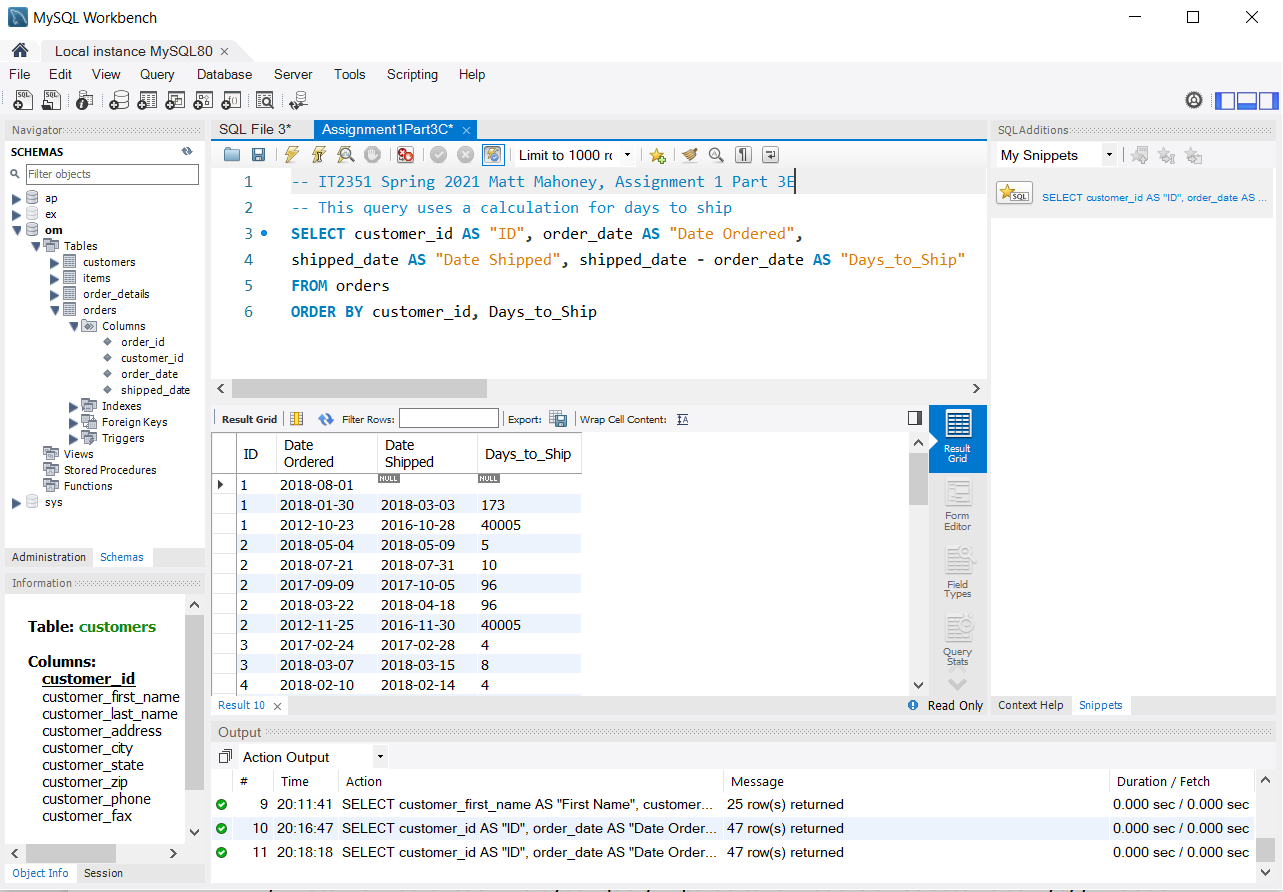 MySQL Workbench
Local instance MySQL80 ×
File Edit View Query Database Server Tools Scripting Help
Navigator
SCHEMAS
Filter objects
ap
ex
om
Tables
customers
items
order_details
orders
Columns
order_id
customer_id
order_date
shipped_date
Indexes
Foreign Keys
Triggers
Views
Stored Procedures
Functions
sys
Administration Schemas
Information
Table: customers
Columns:
customer_id
customer_first_name
customer_last_name
customer_address
customer_city
customer_state
customer_zip
customer_phone
customer_fax
Object Info Session
SQL File 3* Assignment1Part3C* ×
Limit to 1000 rc
1 -- IT2351 Spring 2021 Matt Mahoney, Assignment 1 Part 3E
2 -- This query uses a calculation for days to ship
3 SELECT customer_id AS "ID", order_date AS "Date Ordered",
4 shipped_date AS "Date Shipped", shipped_date - order_date AS "Days_to_Ship"
5 FROM orders
6 ORDER BY customer_id, Days_to_Ship
Result Grid Filter Rows: Export: Wrap Cell Content:
ID Date Ordered Date Shipped Days_to_Ship
1 2018-08-01 NULL NULL
1 2018-01-30 2018-03-03 173
1 2012-10-23 2016-10-28 40005
2 2018-05-04 2018-05-09 5
2 2018-07-21 2018-07-31 10
2 2017-09-09 2017-10-05 96
2 2018-03-22 2018-04-18 96
2 2012-11-25 2016-11-30 40005
3 2017-02-24 2017-02-28 4
3 2018-03-07 2018-03-15 8
4 2018-02-10 2018-02-14 4
Result Grid
Form Editor
Field Types
Query Stats
Result 10 × Read Only
SQLAdditions
My Snippets
SQL SELECT customer_id AS "ID", order_date AS ...
Context Help Snippets
Output
Action Output
# Time Action Message Duration / Fetch
9 20:11:41 SELECT customer_first_name AS "First Name", customer... 25 row(s) returned 0.000 sec / 0.000 sec
10 20:16:47 SELECT customer_id AS "ID", order_date AS "Date Order... 47 row(s) returned 0.000 sec / 0.000 sec
11 20:18:18 SELECT customer_id AS "ID", order_date AS "Date Order... 47 row(s) returned 0.000 sec / 0.000 sec